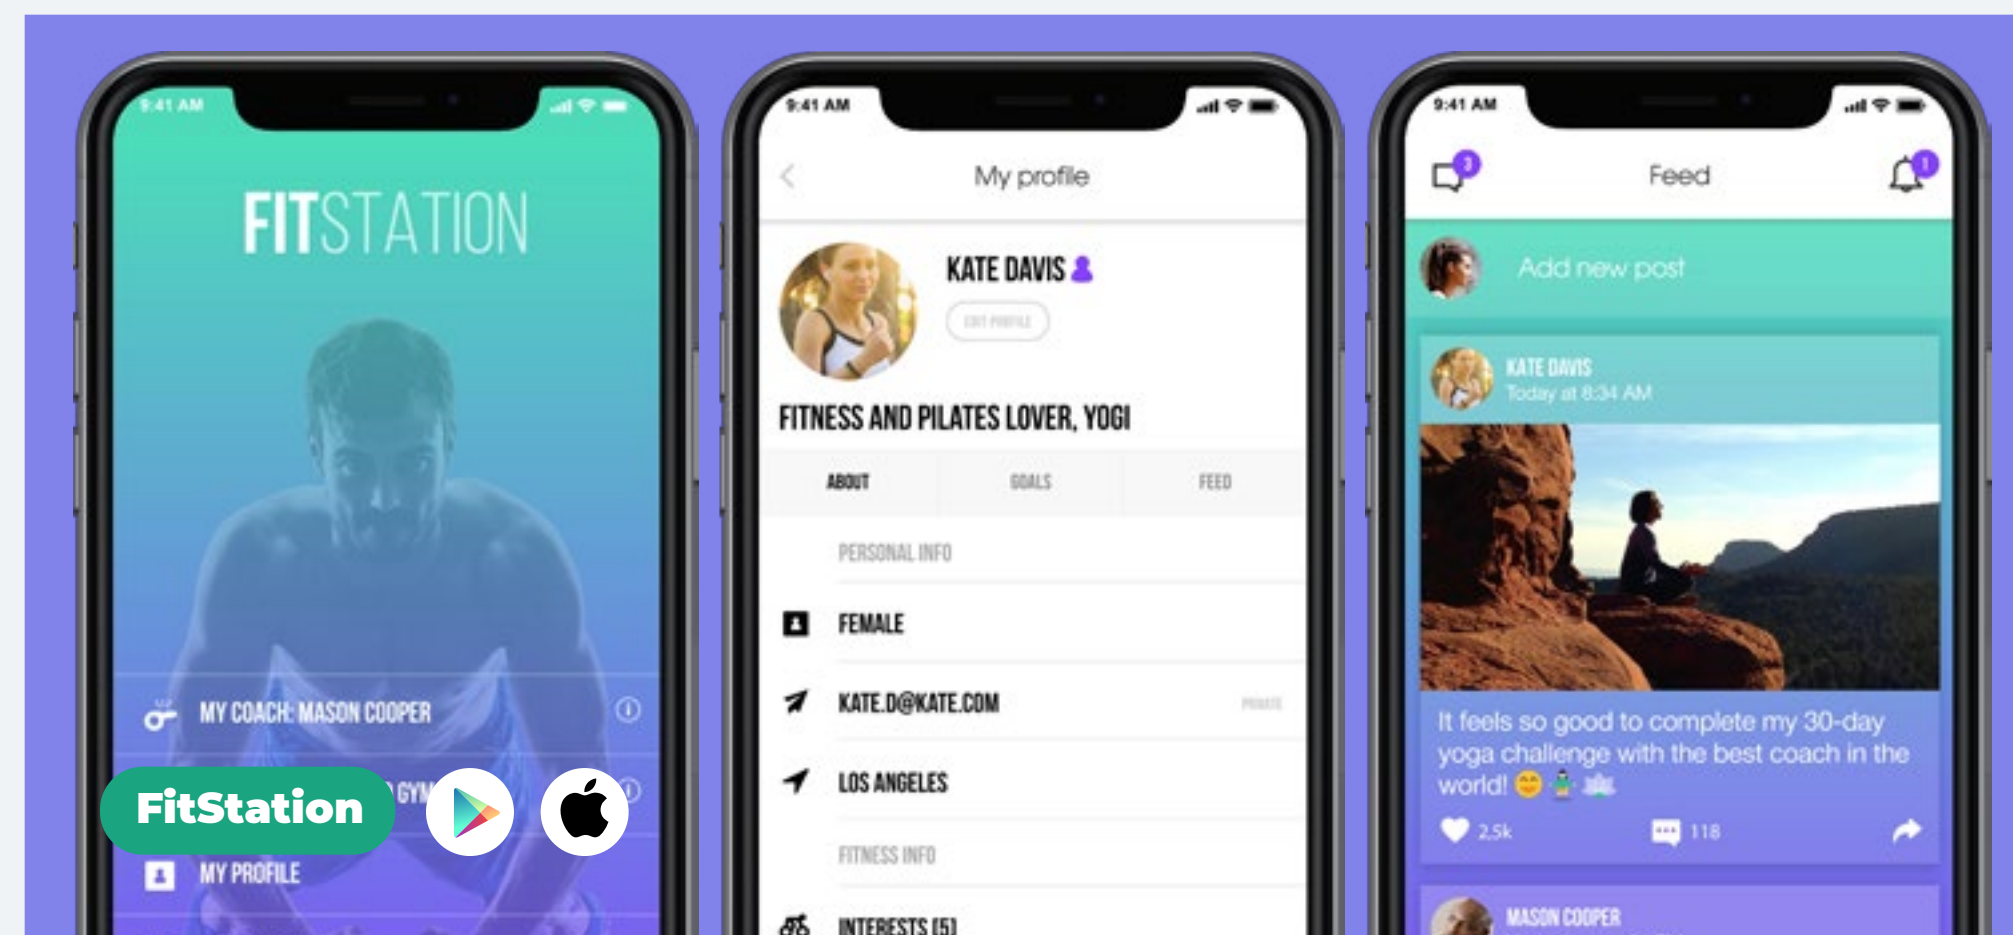 9:41 AM
FITSTATION
MY COACH: MASON COOPER
GYM
FitStation
MY PROFILE
9:41 AM
My profile
KATE DAVIS
EDIT PROFILE
FITNESS AND PILATES LOVER, YOGI
ABOUT GOALS FEED
PERSONAL INFO
FEMALE
KATE.D@KATE.COM PRIVATE
LOS ANGELES
FITNESS INFO
INTERESTS [5]
9:41 AM
3 Feed 1
Add new post
KATE DAVIS
Today at 8:34 AM
It feels so good to complete my 30-day
yoga challenge with the best coach in the
world! 😊
2,5k 118
MASON COOPER